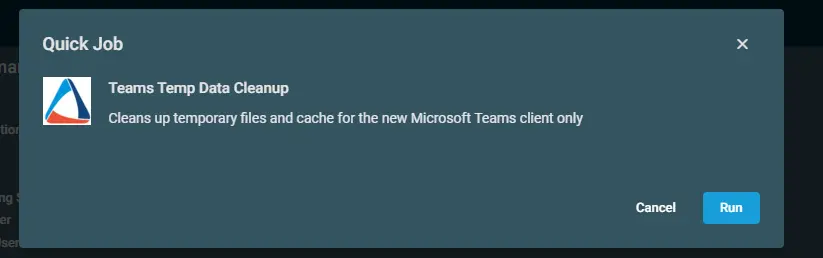 Quick Job
Teams Temp Data Cleanup
Cleans up temporary files and cache for the new Microsoft Teams client only
Cancel
Run